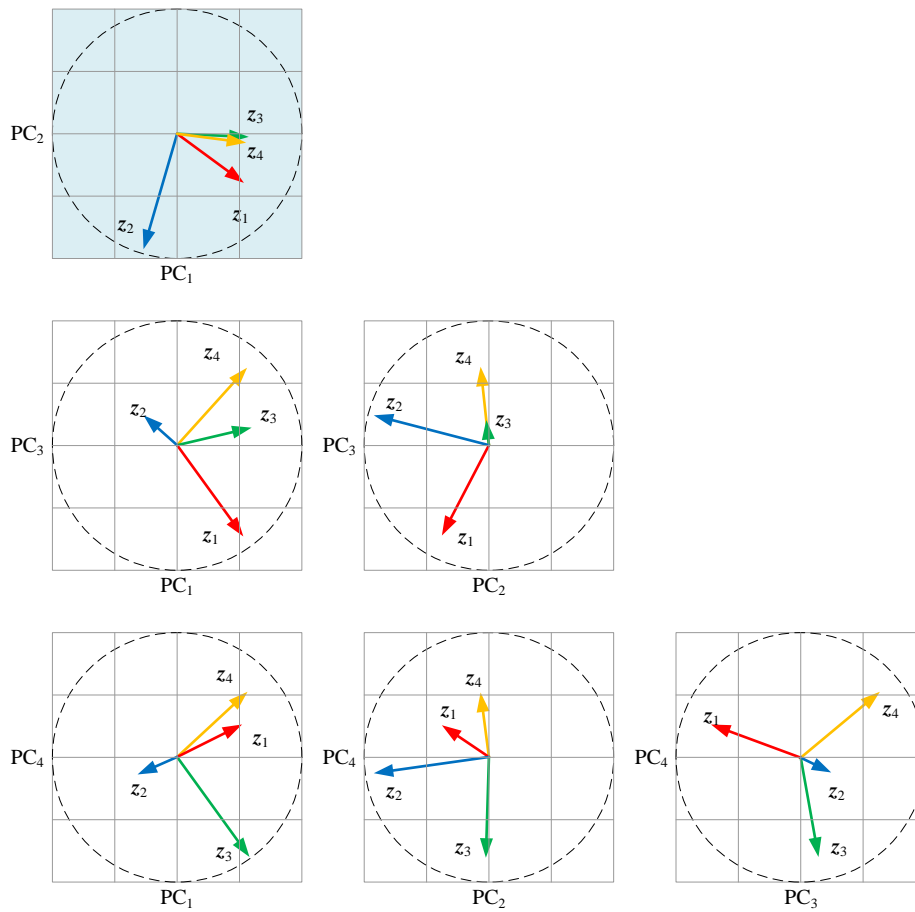 z₃
PC₂
z₄
z₁
z₂
PC₁
z₄
z₂
z₃
PC₃
z₁
PC₁
z₄
z₂
z₃
PC₃
z₁
PC₂
z₄
z₁
PC₄
z₂
z₃
PC₁
z₄
z₁
PC₄
z₂
z₃
PC₂
z₁
z₄
PC₄
z₂
z₃
PC₃